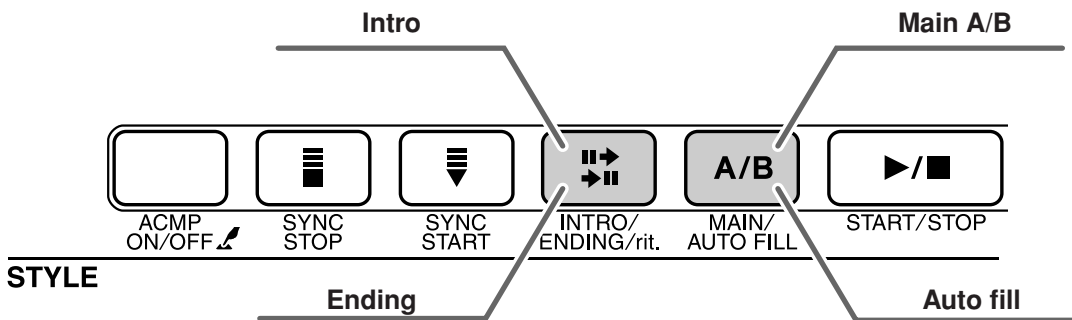 Intro
Main A/B
A/B
ACMP
ON/OFF
SYNC
STOP
SYNC
START
INTRO/
ENDING/rit.
MAIN/
AUTO FILL
START/STOP
STYLE
Ending
Auto fill